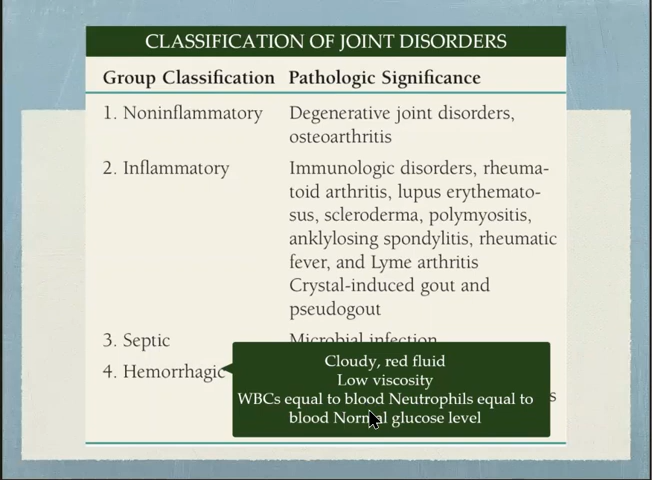 CLASSIFICATION OF JOINT DISORDERS
Group Classification Pathologic Significance
1. Noninflammatory Degenerative joint disorders,
osteoarthritis
2. Inflammatory Immunologic disorders, rheuma-
toid arthritis, lupus erythemato-
sus, scleroderma, polymyositis,
anklylosing spondylitis, rheumatic
fever, and Lyme arthritis
Crystal-induced gout and
pseudogout
3. Septic Microbial infection
4. Hemorrhagic
Cloudy, red fluid
Low viscosity
WBCs equal to blood Neutrophils equal to
blood Normal glucose level